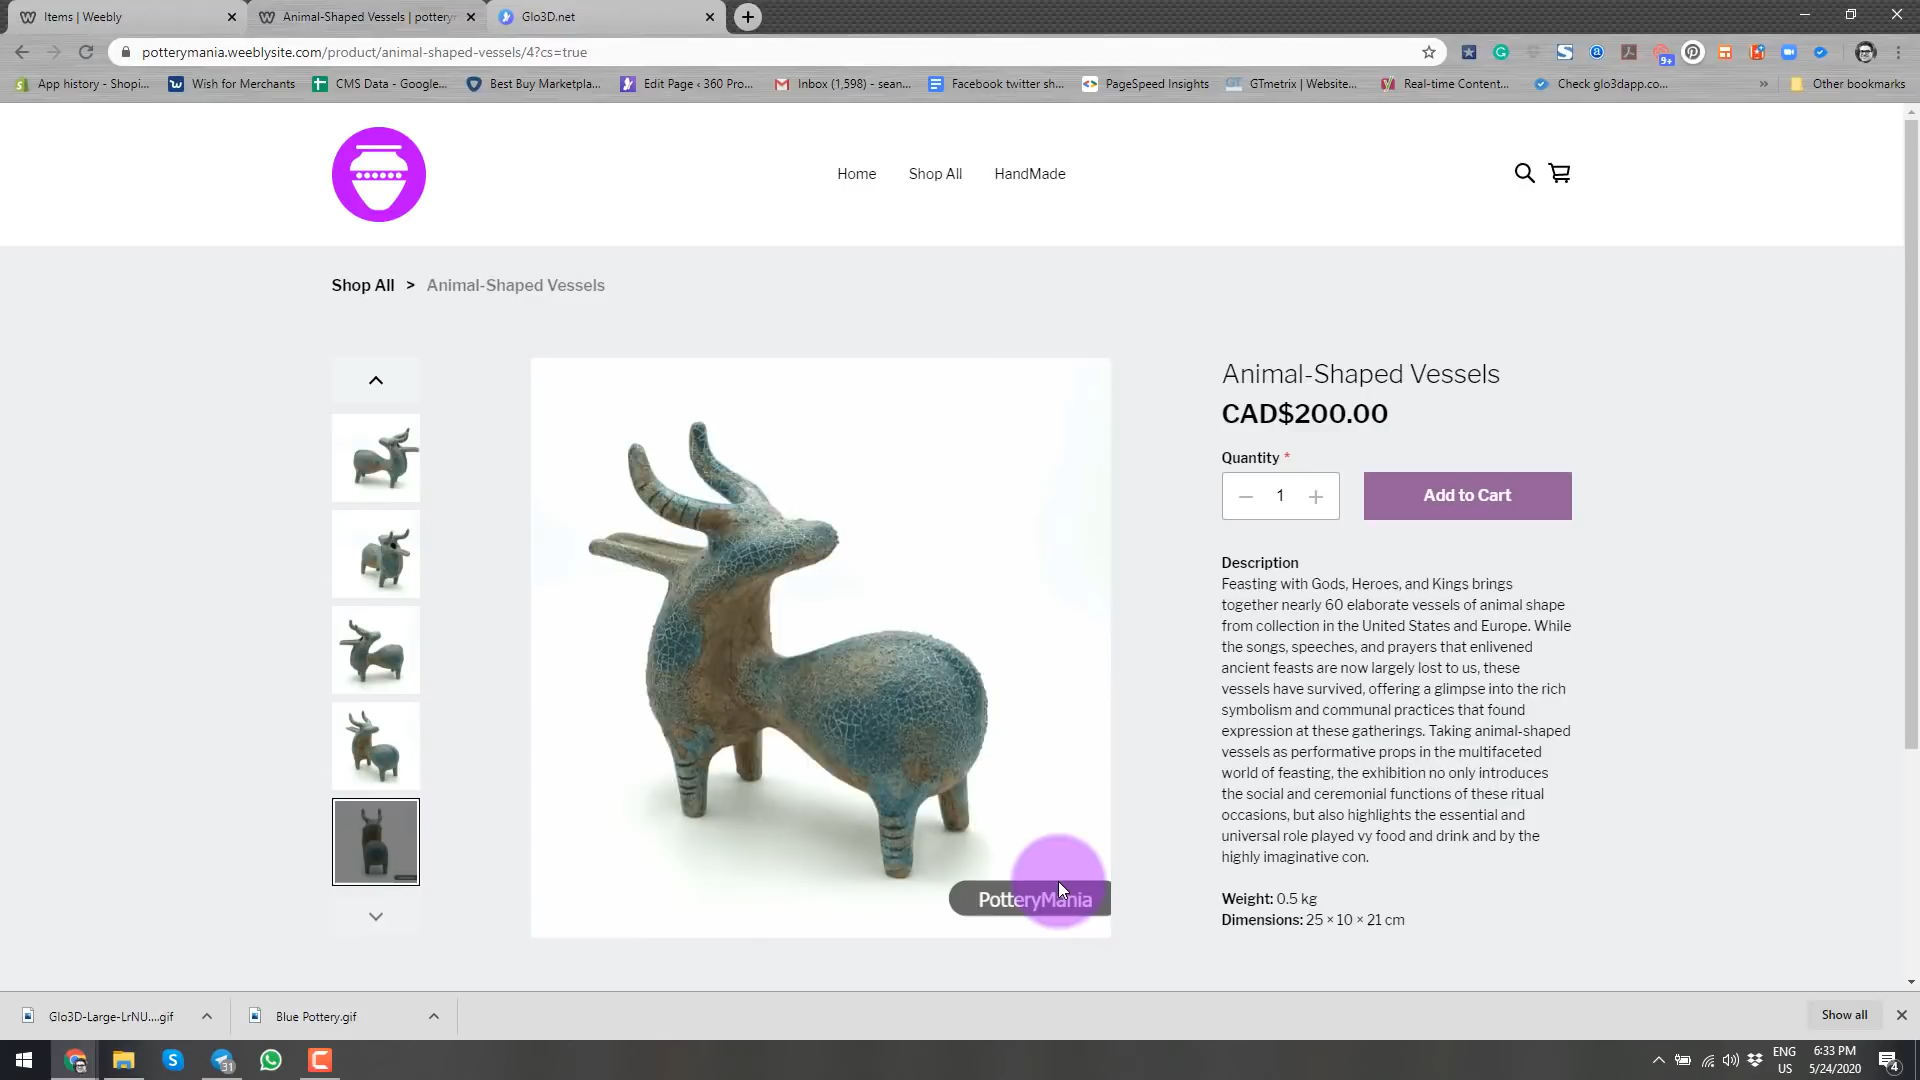 Items | Weebly
Animal-Shaped Vessels | pottery
Glo3D.net
potterymania.weeblysite.com/product/animal-shaped-vessels/4?cs=true
App history - Shopi...
Wish for Merchants
CMS Data - Google...
Best Buy Marketpla...
Edit Page ‹ 360 Pro...
Inbox (1,598) - sean...
Facebook twitter sh...
PageSpeed Insights
GTmetrix | Website...
Real-time Content...
Check glo3dapp.co...
»
Other bookmarks
9+
Home
Shop All
HandMade
Shop All > Animal-Shaped Vessels
Animal-Shaped Vessels
CAD$200.00
Quantity *
1
Add to Cart
Description
Feasting with Gods, Heroes, and Kings brings
together nearly 60 elaborate vessels of animal shape
from collection in the United States and Europe. While
the songs, speeches, and prayers that enlivened
ancient feasts are now largely lost to us, these
vessels have survived, offering a glimpse into the rich
symbolism and communal practices that found
expression at these gatherings. Taking animal-shaped
vessels as performative props in the multifaceted
world of feasting, the exhibition no only introduces
the social and ceremonial functions of these ritual
occasions, but also highlights the essential and
universal role played vy food and drink and by the
highly imaginative con.
Weight: 0.5 kg
Dimensions: 25 × 10 × 21 cm
PotteryMania
Glo3D-Large-LrNU....gif
Blue Pottery.gif
Show all
31
ENG
US
6:33 PM
5/24/2020
4